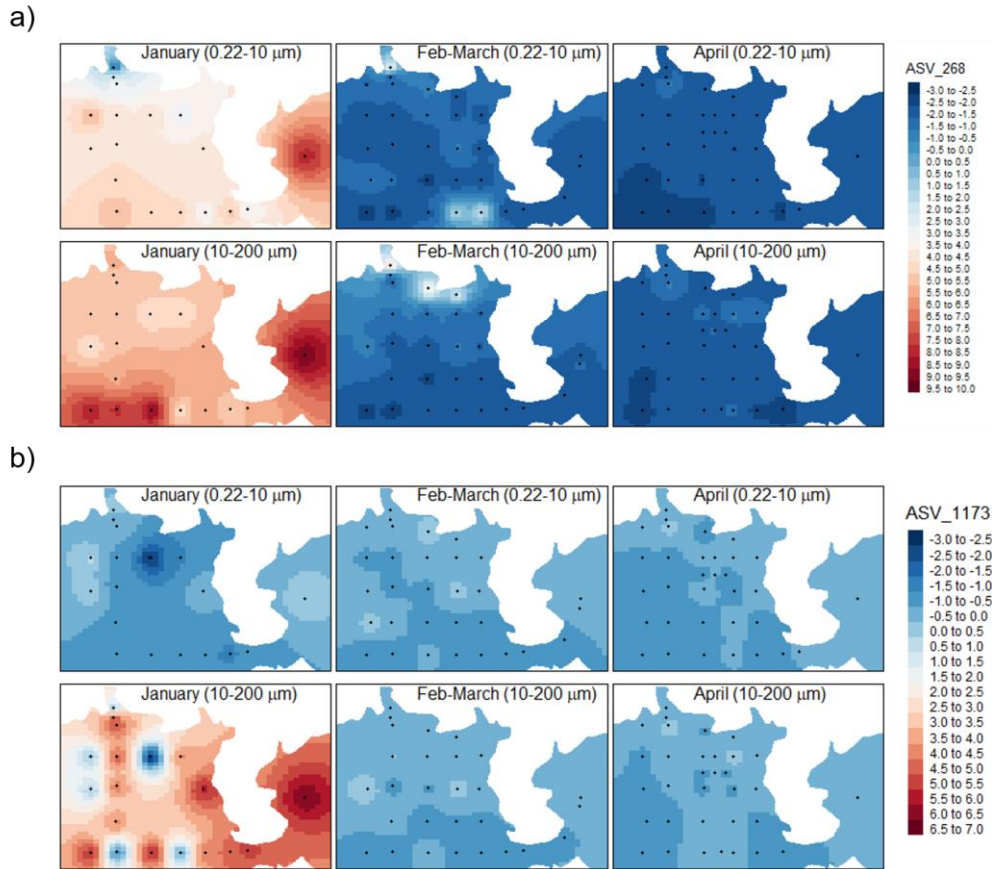 a)
January (0.22-10 µm)
Feb-March (0.22-10 µm)
April (0.22-10 µm)
January (10-200 µm)
Feb-March (10-200 µm)
April (10-200 µm)
ASV_268
-3.0 to -2.5
-2.5 to -2.0
-2.0 to -1.5
-1.5 to -1.0
-1.0 to -0.5
-0.5 to 0.0
0.0 to 0.5
0.5 to 1.0
1.0 to 1.5
1.5 to 2.0
2.0 to 2.5
2.5 to 3.0
3.0 to 3.5
3.5 to 4.0
4.0 to 4.5
4.5 to 5.0
5.0 to 5.5
5.5 to 6.0
6.0 to 6.5
6.5 to 7.0
7.0 to 7.5
7.5 to 8.0
8.0 to 8.5
8.5 to 9.0
9.0 to 9.5
9.5 to 10.0
b)
January (0.22-10 µm)
Feb-March (0.22-10 µm)
April (0.22-10 µm)
January (10-200 µm)
Feb-March (10-200 µm)
April (10-200 µm)
ASV_1173
-3.0 to -2.5
-2.5 to -2.0
-2.0 to -1.5
-1.5 to -1.0
-1.0 to -0.5
-0.5 to 0.0
0.0 to 0.5
0.5 to 1.0
1.0 to 1.5
1.5 to 2.0
2.0 to 2.5
2.5 to 3.0
3.0 to 3.5
3.5 to 4.0
4.0 to 4.5
4.5 to 5.0
5.0 to 5.5
5.5 to 6.0
6.0 to 6.5
6.5 to 7.0